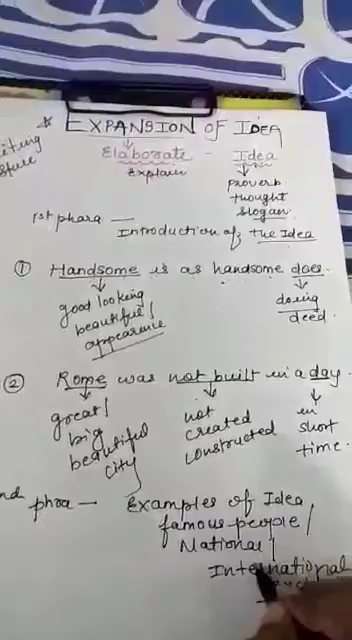 EXPANSION OF IDEA
Elaborate - Idea
Explain
Proverb
thought
slogan
1st phara —
Introduction of the Idea
① Handsome is as handsome does.
good looking
beautiful/
appearince
doing
deed
② Rome was not built in a day.
great/
big
beautiful
city
not
created
constructed
in
short
time.
nd phra — Examples of Idea
famous people/
National/
International